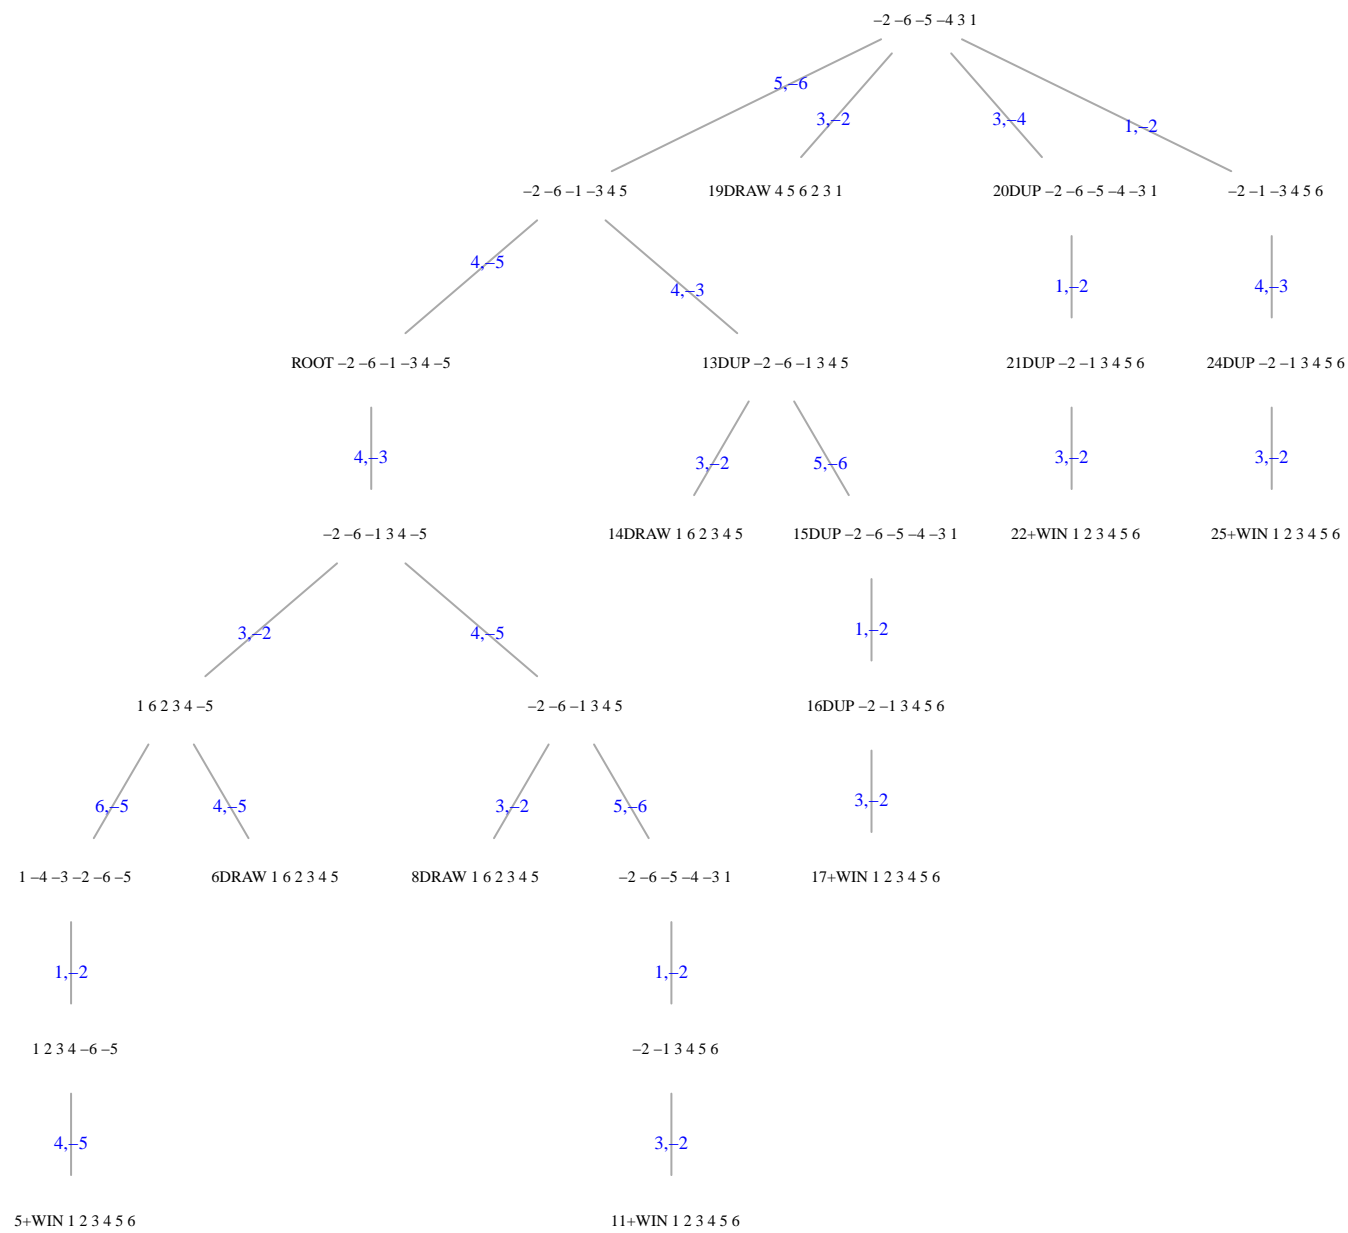 −2 −6 −5 −4 3 1
5,−6
3,−2
3,−4
1,−2
−2 −6 −1 −3 4 5
19DRAW 4 5 6 2 3 1
20DUP −2 −6 −5 −4 −3 1
−2 −1 −3 4 5 6
4,−5
4,−3
1,−2
4,−3
ROOT −2 −6 −1 −3 4 −5
13DUP −2 −6 −1 3 4 5
21DUP −2 −1 3 4 5 6
24DUP −2 −1 3 4 5 6
4,−3
3,−2
5,−6
3,−2
3,−2
−2 −6 −1 3 4 −5
14DRAW 1 6 2 3 4 5
15DUP −2 −6 −5 −4 −3 1
22+WIN 1 2 3 4 5 6
25+WIN 1 2 3 4 5 6
3,−2
4,−5
1,−2
1 6 2 3 4 −5
−2 −6 −1 3 4 5
16DUP −2 −1 3 4 5 6
6,−5
4,−5
3,−2
5,−6
3,−2
1 −4 −3 −2 −6 −5
6DRAW 1 6 2 3 4 5
8DRAW 1 6 2 3 4 5
−2 −6 −5 −4 −3 1
17+WIN 1 2 3 4 5 6
1,−2
1,−2
1 2 3 4 −6 −5
−2 −1 3 4 5 6
4,−5
3,−2
5+WIN 1 2 3 4 5 6
11+WIN 1 2 3 4 5 6